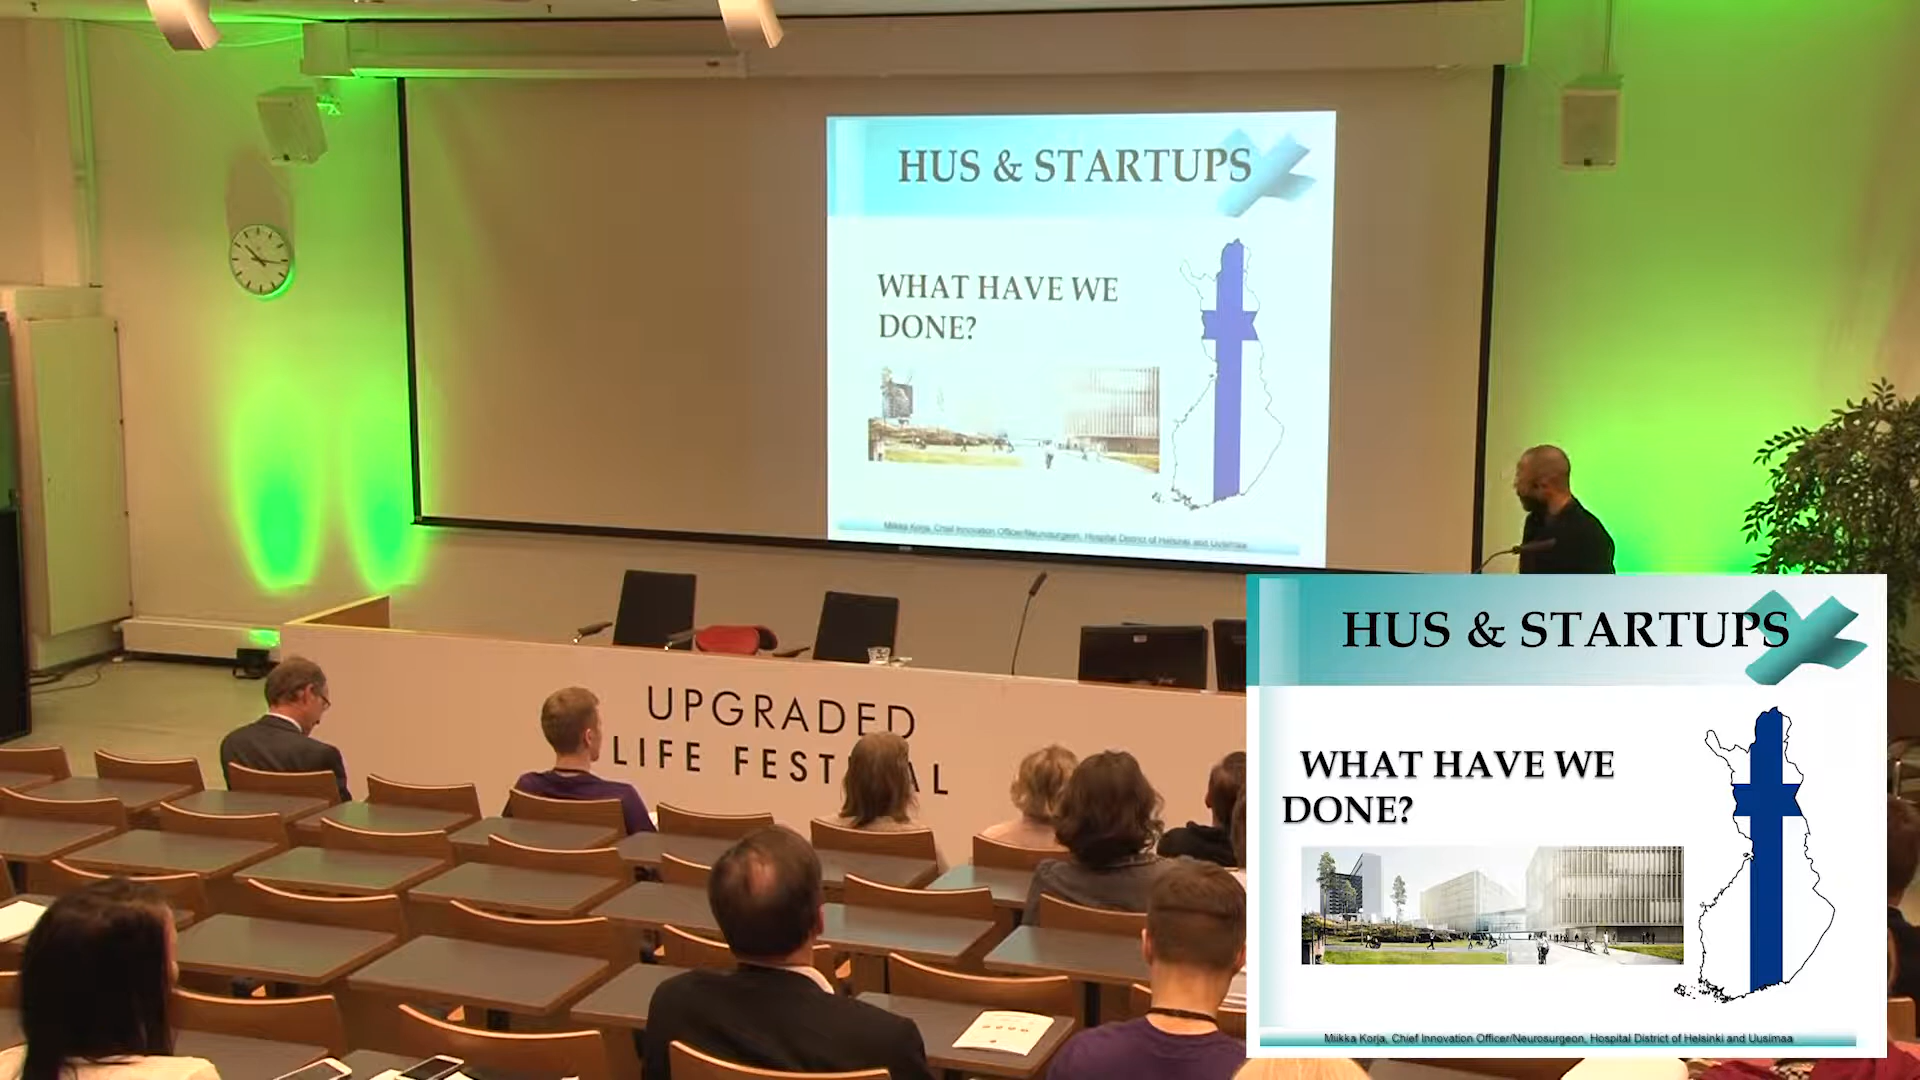 HUS & STARTUPS
WHAT HAVE WE
DONE?
Miikka Korja, Chief Innovation Officer/Neurosurgeon, Hospital District of Helsinki and Uusimaa
UPGRADED
LIFE FESTIVAL
HUS & STARTUPS
WHAT HAVE WE
DONE?
Miikka Korja, Chief Innovation Officer/Neurosurgeon, Hospital District of Helsinki and Uusimaa